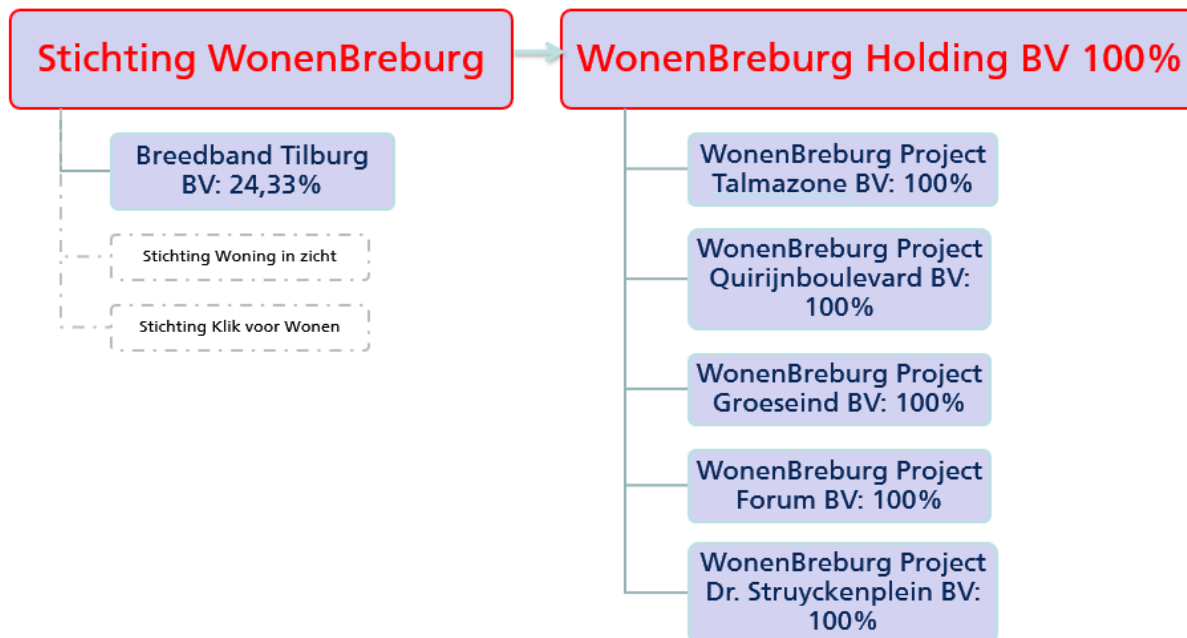 Stichting WonenBreburg
WonenBreburg Holding BV 100%
Breedband Tilburg
BV: 24,33%
Stichting Woning in zicht
Stichting Klik voor Wonen
WonenBreburg Project
Talmazone BV: 100%
WonenBreburg Project
Quirijnboulevard BV:
100%
WonenBreburg Project
Groeseind BV: 100%
WonenBreburg Project
Forum BV: 100%
WonenBreburg Project
Dr. Struyckenplein BV:
100%